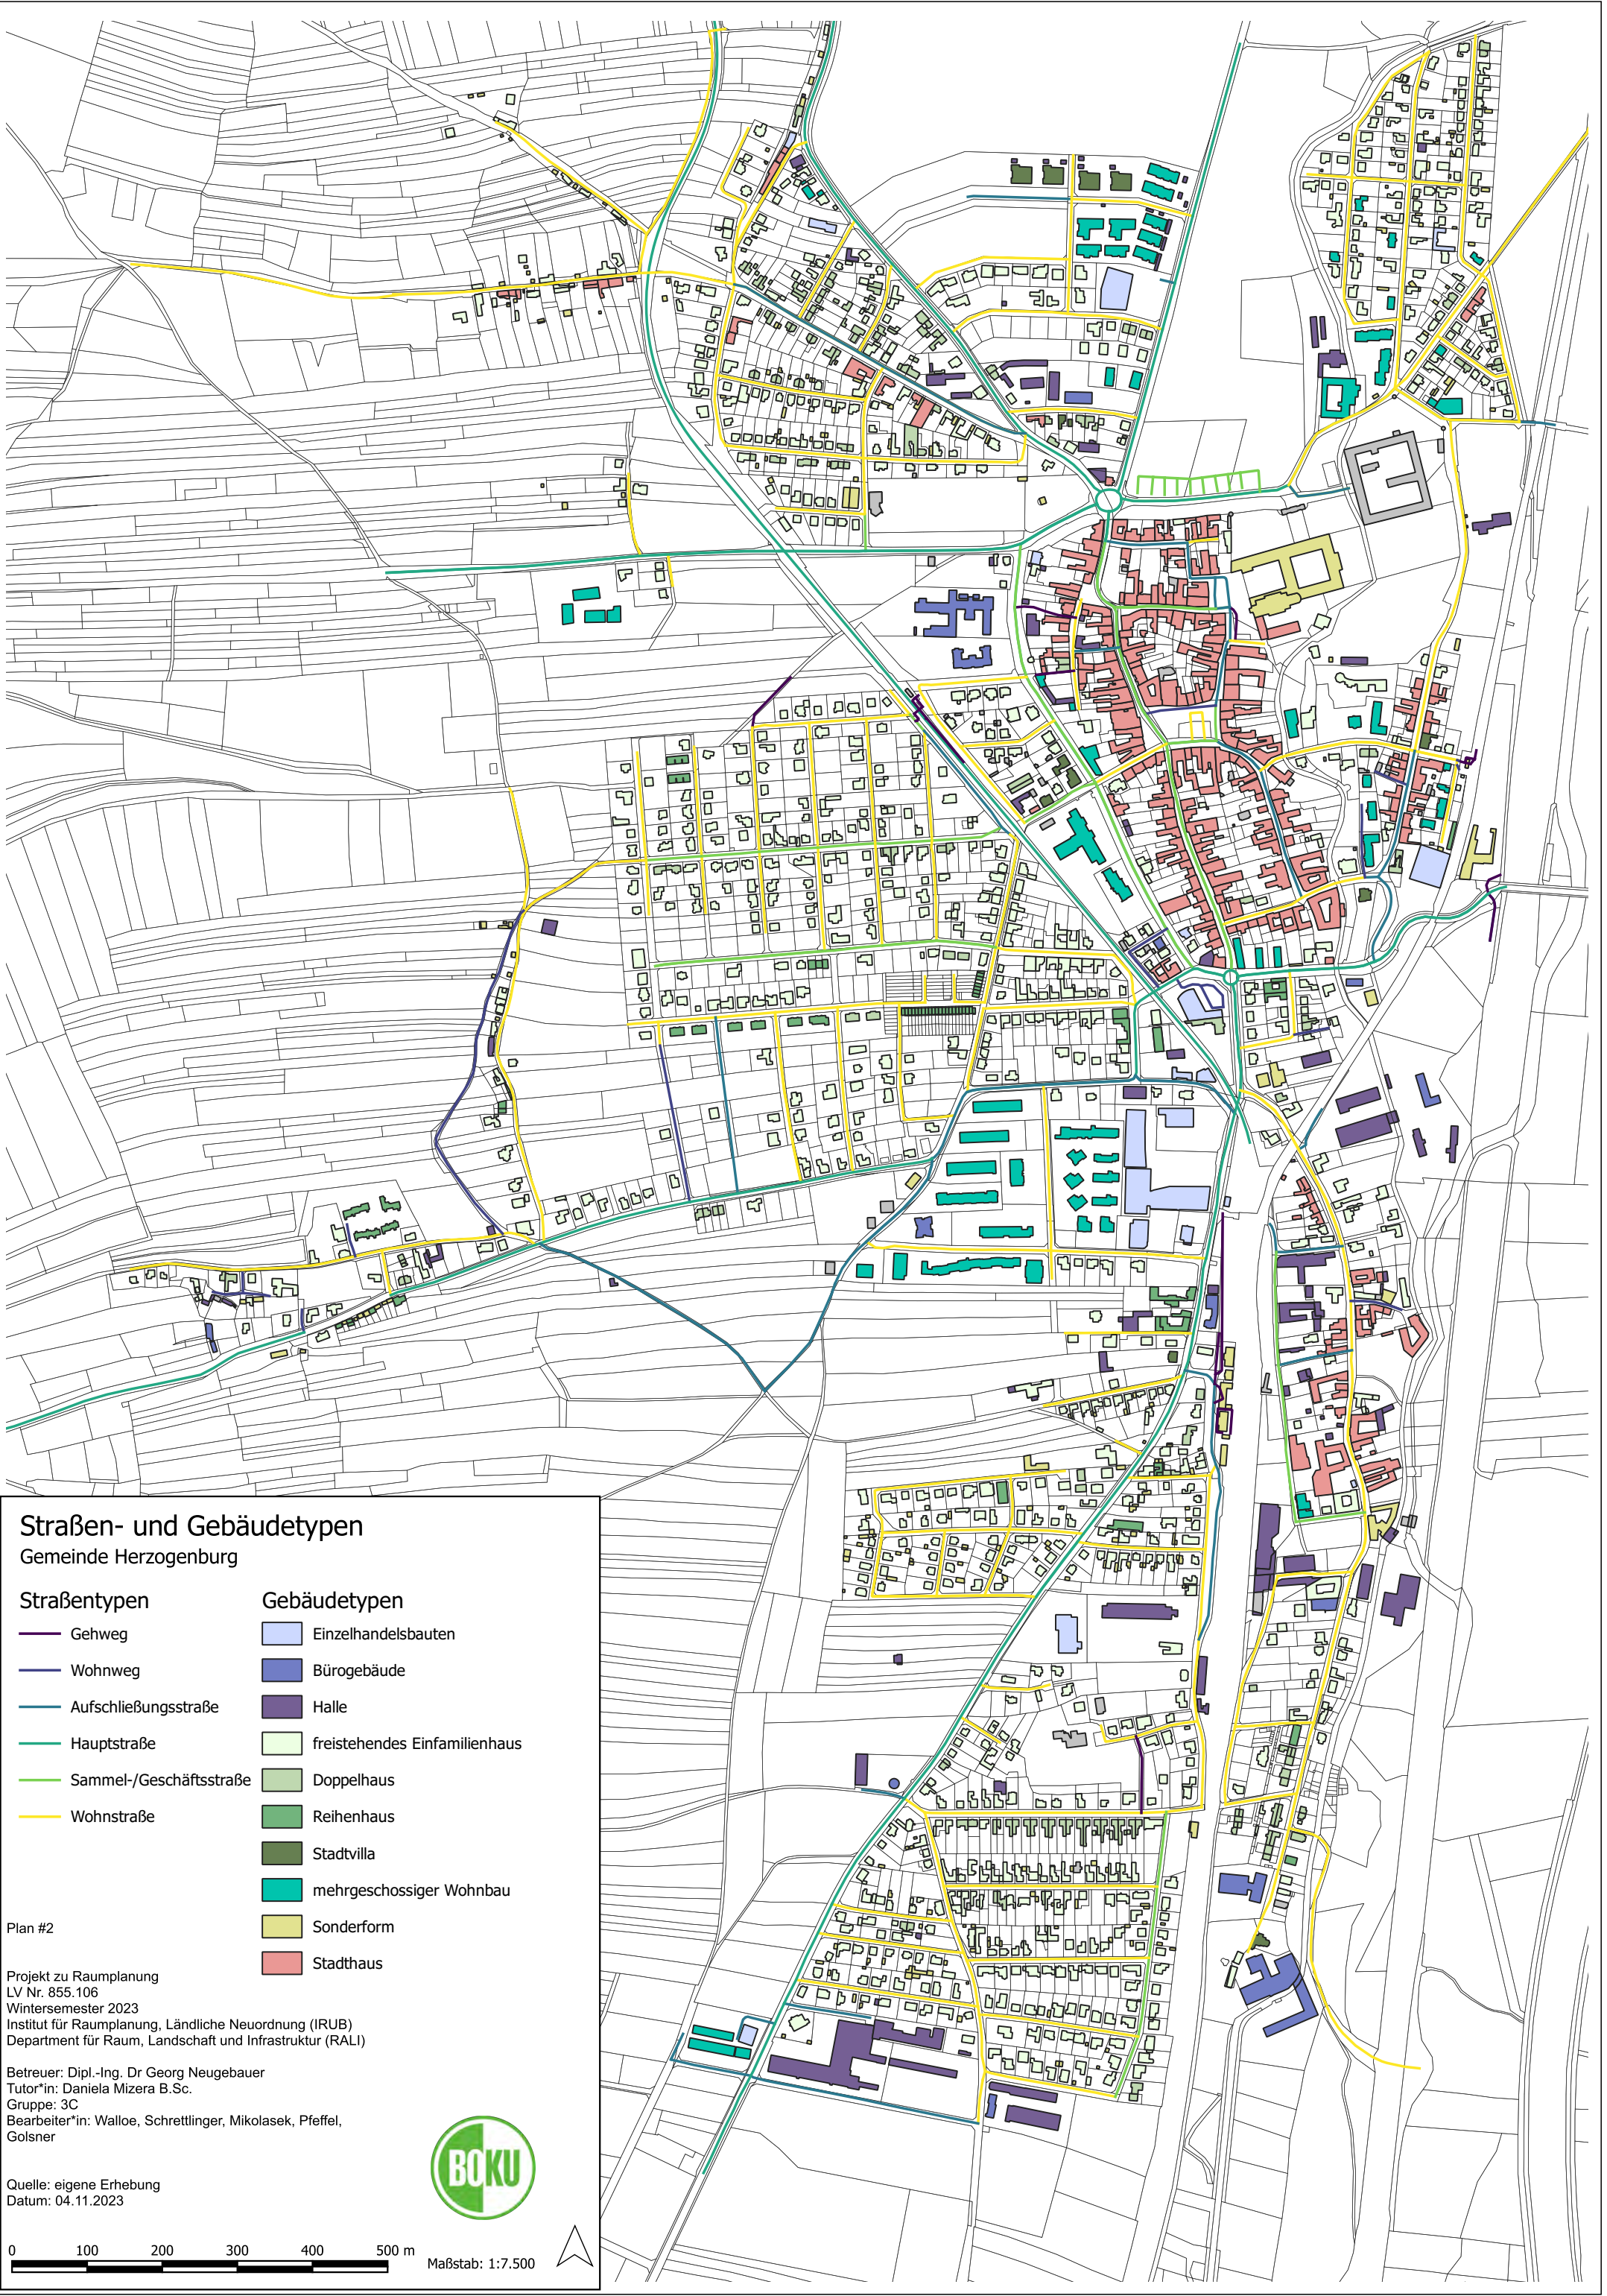 Straßen- und Gebäudetypen
Gemeinde Herzogenburg
Straßentypen
Gehweg
Wohnweg
Aufschließungsstraße
Hauptstraße
Sammel-/Geschäftsstraße
Wohnstraße
Gebäudetypen
Einzelhandelsbauten
Bürogebäude
Halle
freistehendes Einfamilienhaus
Doppelhaus
Reihenhaus
Stadtvilla
mehrgeschossiger Wohnbau
Sonderform
Stadthaus
Plan #2
Projekt zu Raumplanung
LV Nr. 855.106
Wintersemester 2023
Institut für Raumplanung, Ländliche Neuordnung (IRUB)
Department für Raum, Landschaft und Infrastruktur (RALI)
Betreuer: Dipl.-Ing. Dr Georg Neugebauer
Tutor*in: Daniela Mizera B.Sc.
Gruppe: 3C
Bearbeiter*in: Walloe, Schrettlinger, Mikolasek, Pfeffel,
Golsner
Quelle: eigene Erhebung
Datum: 04.11.2023
BOKU
0 100 200 300 400 500 m
Maßstab: 1:7.500